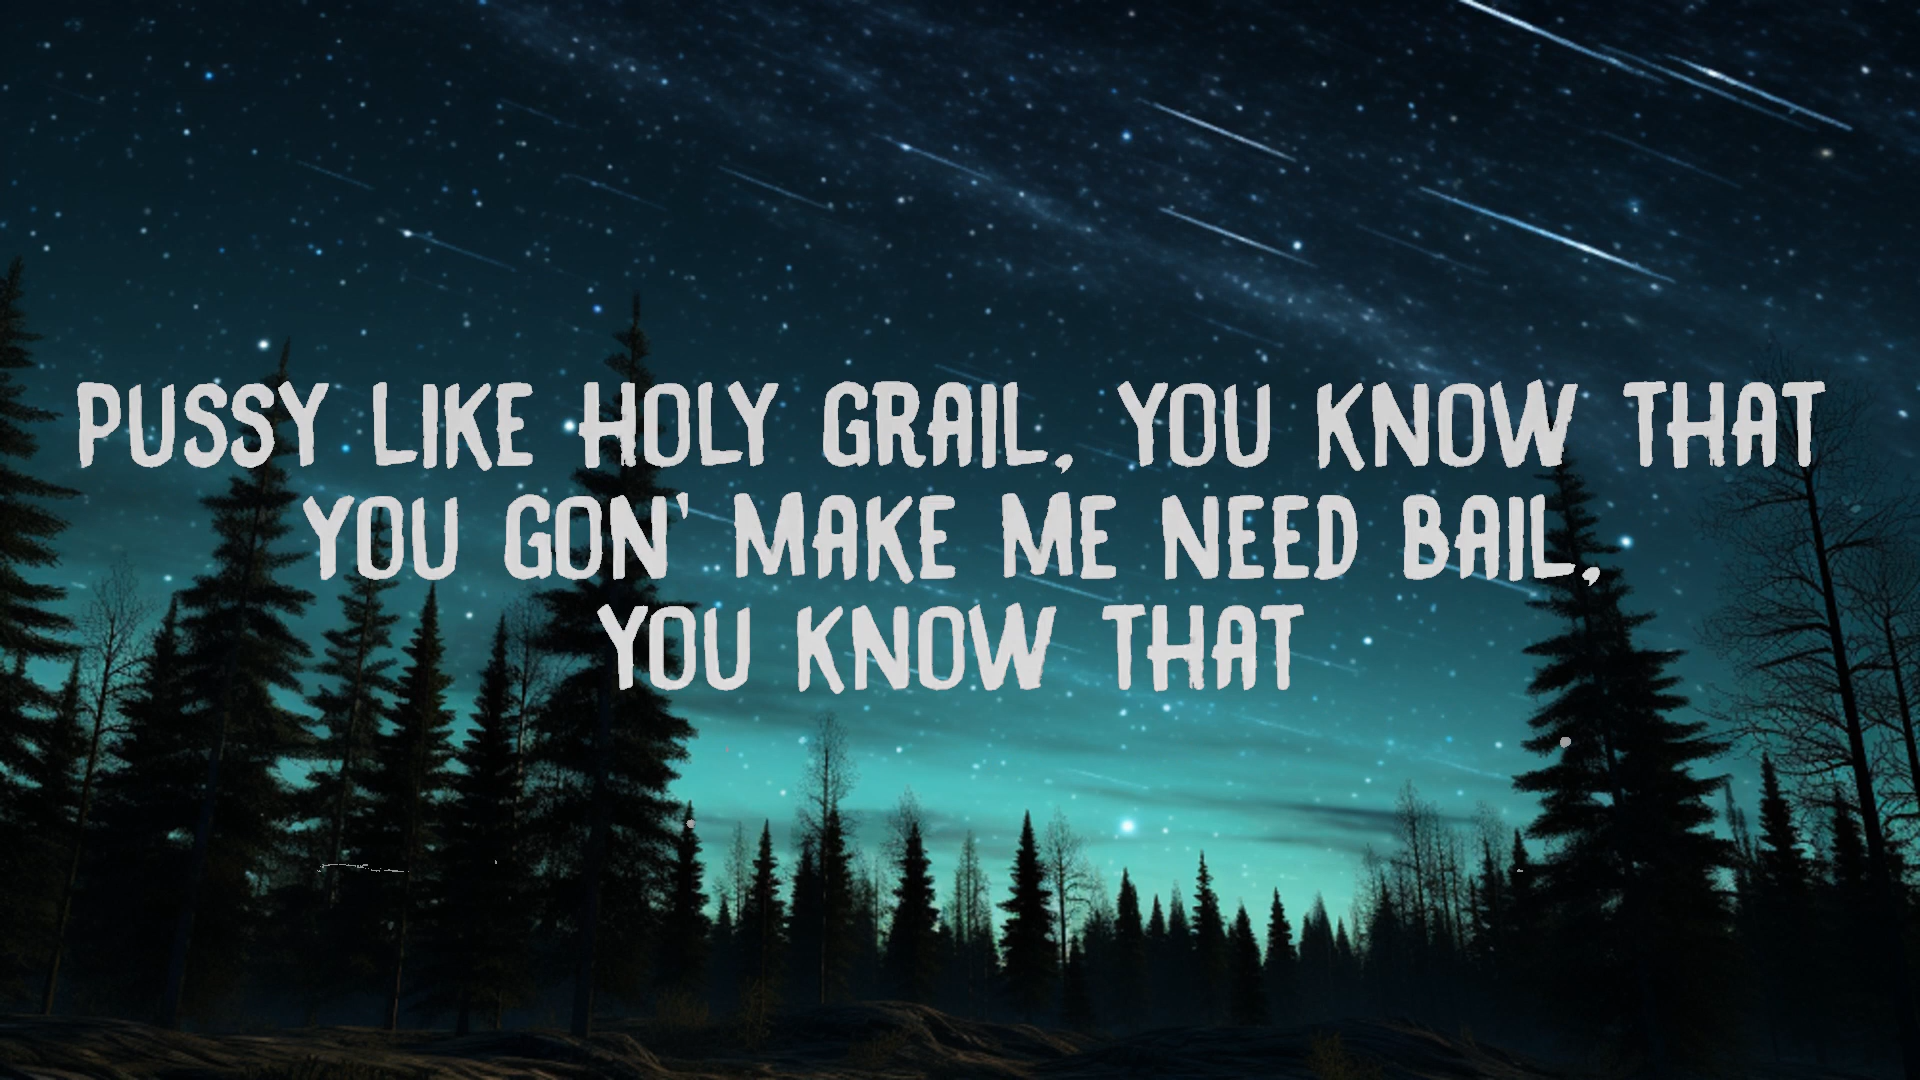 PUSSY LIKE HOLY GRAIL, YOU KNOW THAT
YOU GON' MAKE ME NEED BAIL,
YOU KNOW THAT